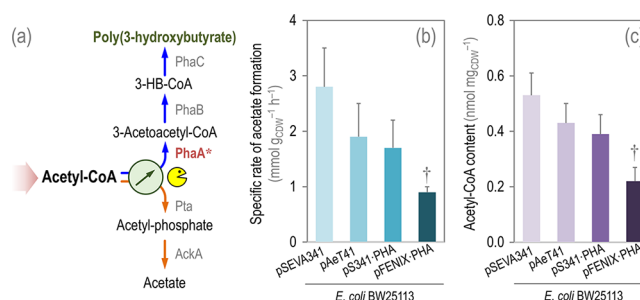 (a)
Poly(3-hydroxybutyrate)
PhaC
3-HB-CoA
PhaB
3-Acetoacetyl-CoA
PhaA*
Acetyl-CoA
Pta
Acetyl-phosphate
AckA
Acetate
(b)
Specific rate of acetate formation
(mmol gCDW⁻¹ h⁻¹)
4
3
2
1
0
†
pSEVA341
pAeT41
pS341·PHA
pFENIX·PHA
E. coli BW25113
(c)
Acetyl-CoA content
(nmol mgCDW⁻¹)
0.8
0.6
0.4
0.2
0
†
pSEVA341
pAeT41
pS341·PHA
pFENIX·PHA
E. coli BW25113